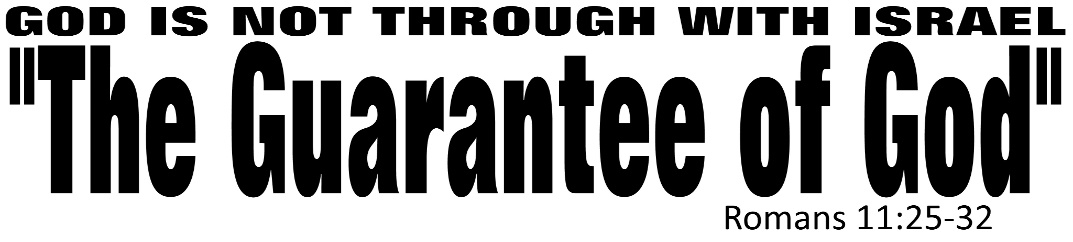 GOD IS NOT THROUGH WITH ISRAEL
"The Guarantee of God"
Romans 11:25-32